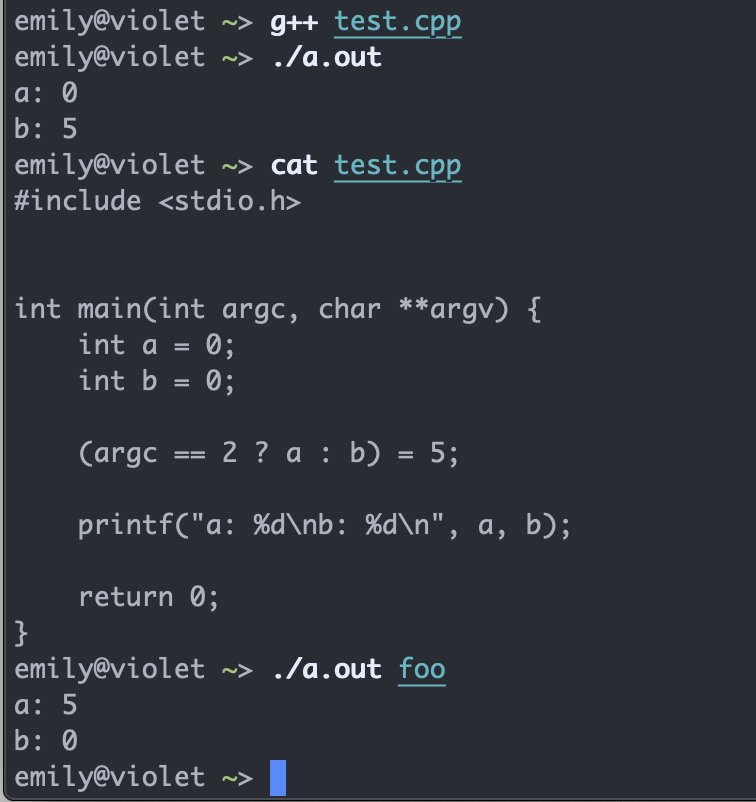 emily@violet ~> g++ test.cpp
emily@violet ~> ./a.out
a: 0
b: 5
emily@violet ~> cat test.cpp
#include <stdio.h>
int main(int argc, char **argv) {
    int a = 0;
    int b = 0;
    (argc == 2 ? a : b) = 5;
    printf("a: %d\nb: %d\n", a, b);
    return 0;
}
emily@violet ~> ./a.out foo
a: 5
b: 0
emily@violet ~>